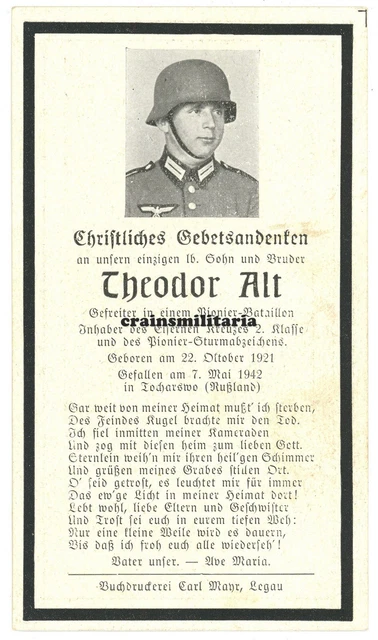 Christliches Gebetsandenken
an unsern einzigen lb. Sohn und Bruder
Theodor Alt
Gefreiter in einem Pionier-Bataillon
crainsmilitaria
Inhaber des Eisernen Kreuzes 2. Klasse
und des Pionier-Sturmabzeichens.
Geboren am 22. Oktober 1921
Gefallen am 7. Mai 1942
in Tocharswo (Rußland)
Gar weit von meiner Heimat mußt' ich sterben,
Des Feindes Kugel brachte mir den Tod.
Ich fiel inmitten meiner Kameraden
Und zog mit diesen heim zum lieben Gott.
Sternlein weih'n mir ihren heil'gen Schimmer
Und grüßen meines Grabes stillen Ort.
O' seid getrost, es leuchtet mir für immer
Das ew'ge Licht in meiner Heimat dort!
Lebt wohl, liebe Eltern und Geschwister
Und Trost sei euch in eurem tiefen Weh:
Nur eine kleine Weile wird es dauern,
Bis daß ich froh euch alle wiederseh'!
Vater unser. — Ave Maria.
Buchdruckerei Carl Mayr, Legau